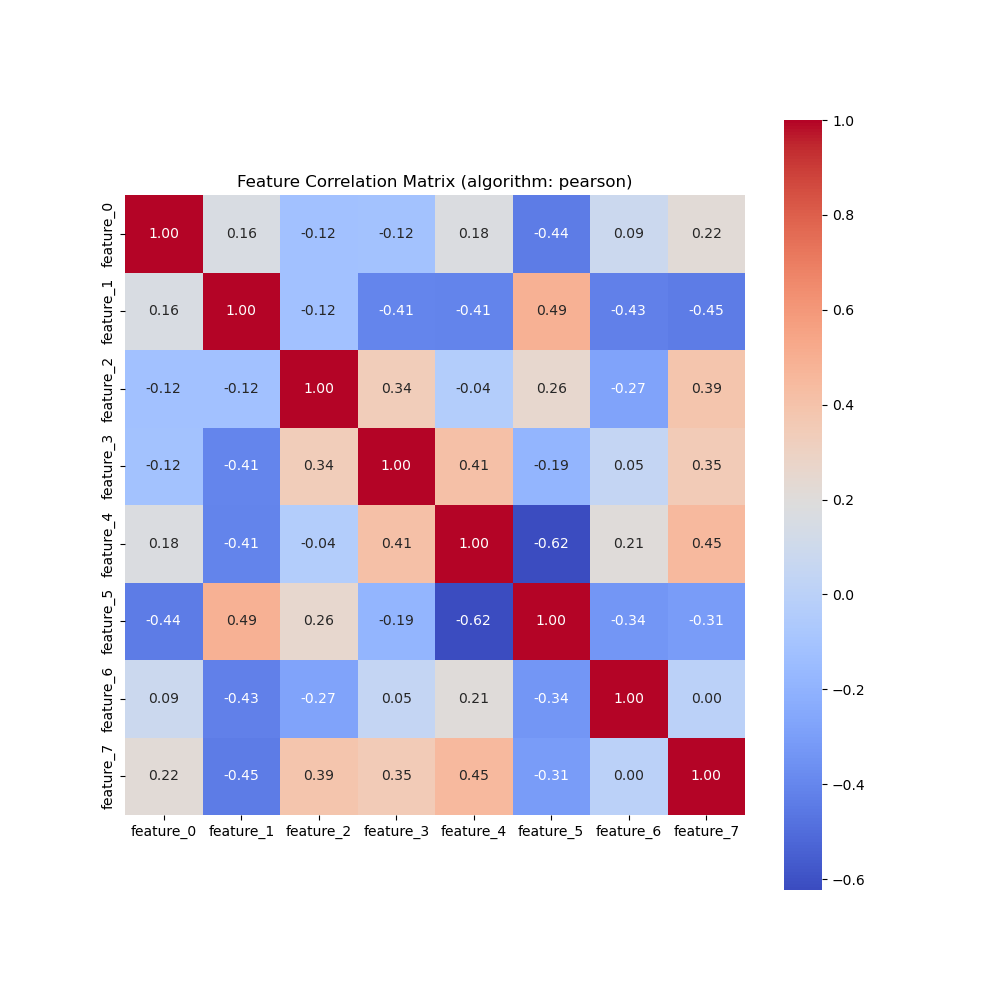 Feature Correlation Matrix (algorithm: pearson)
feature_0 1.00 0.16 -0.12 -0.12 0.18 -0.44 0.09 0.22
feature_1 0.16 1.00 -0.12 -0.41 -0.41 0.49 -0.43 -0.45
feature_2 -0.12 -0.12 1.00 0.34 -0.04 0.26 -0.27 0.39
feature_3 -0.12 -0.41 0.34 1.00 0.41 -0.19 0.05 0.35
feature_4 0.18 -0.41 -0.04 0.41 1.00 -0.62 0.21 0.45
feature_5 -0.44 0.49 0.26 -0.19 -0.62 1.00 -0.34 -0.31
feature_6 0.09 -0.43 -0.27 0.05 0.21 -0.34 1.00 0.00
feature_7 0.22 -0.45 0.39 0.35 0.45 -0.31 0.00 1.00
feature_0 feature_1 feature_2 feature_3 feature_4 feature_5 feature_6 feature_7
1.0
0.8
0.6
0.4
0.2
0.0
−0.2
−0.4
−0.6